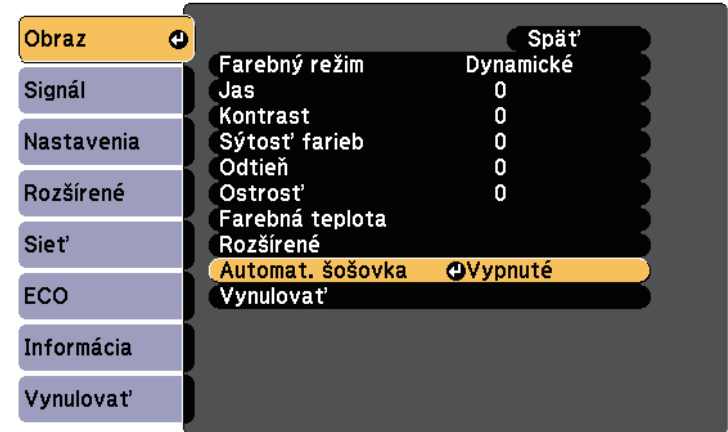 Obraz
Signál
Nastavenia
Rozšírené
Sieť
ECO
Informácia
Vynulovať
Späť
Farebný režim Dynamické
Jas 0
Kontrast 0
Sýtosť farieb 0
Odtieň 0
Ostrosť 0
Farebná teplota
Rozšírené
Automat. šošovka Vypnuté
Vynulovať